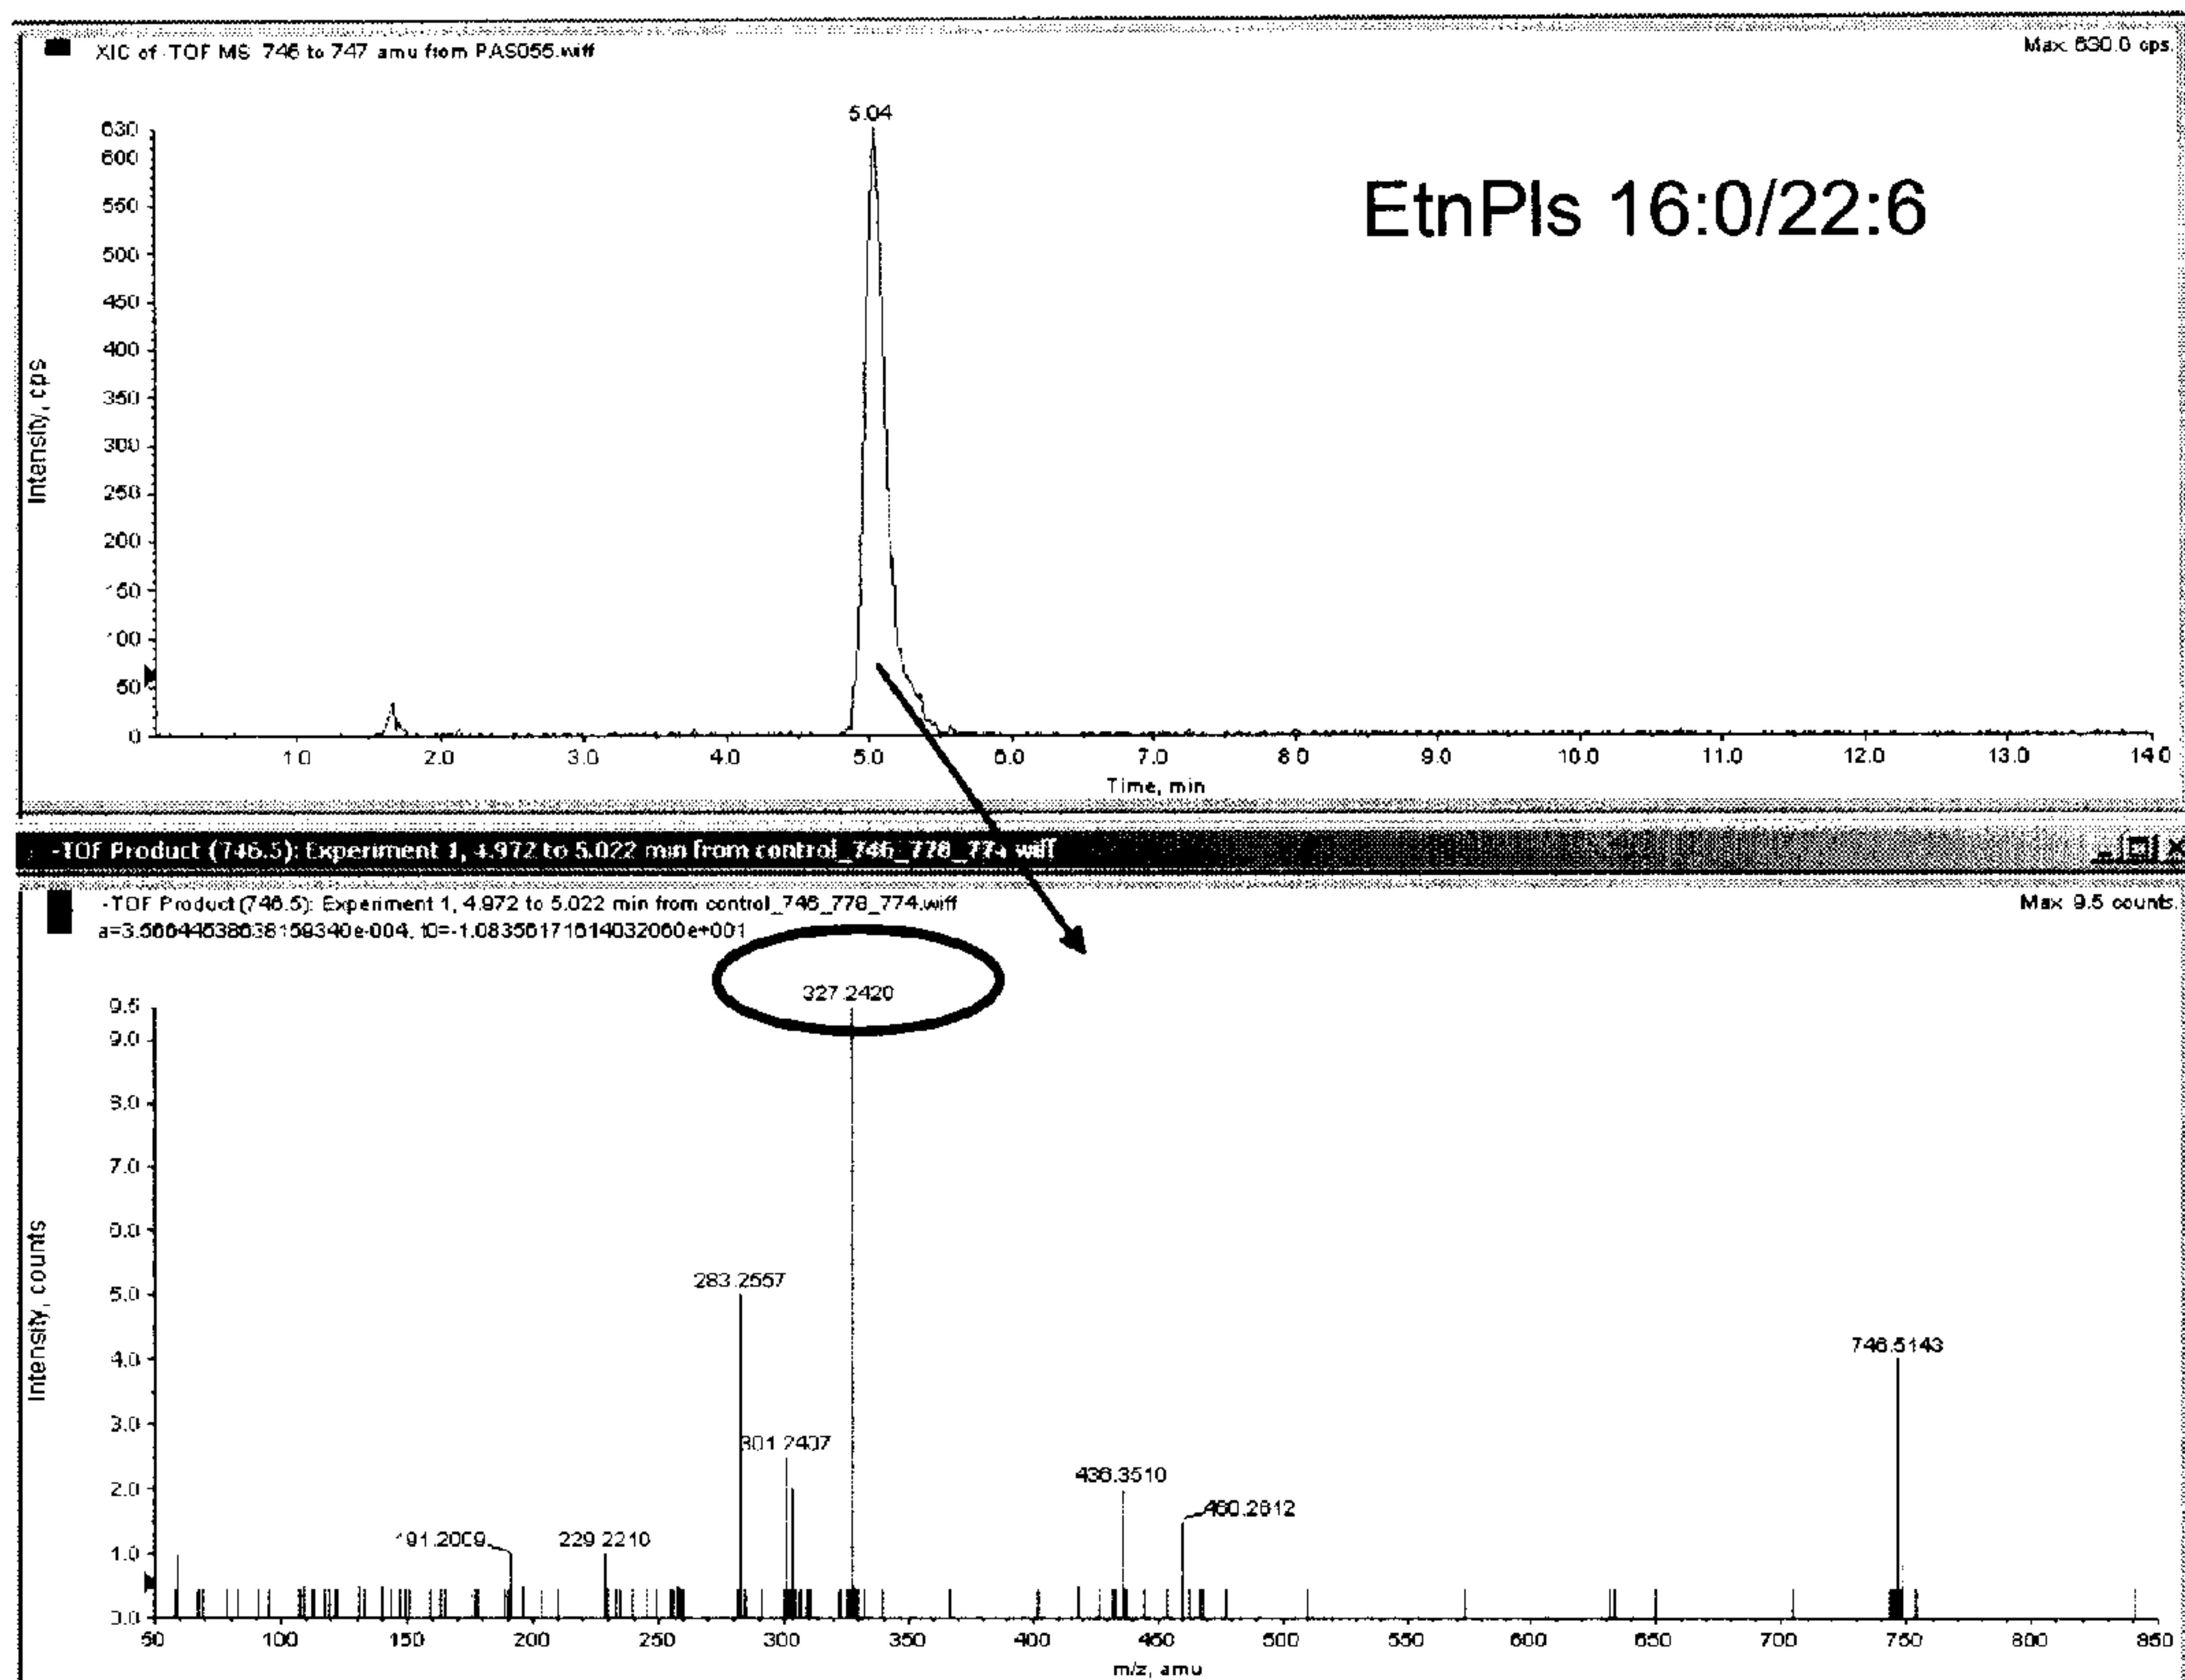 XIC of -TOF MS 746 to 747 amu from PAS055.wiff
Max. 630.0 cps.
5.04
EtnPls 16:0/22:6
630
600
550
500
450
400
350
300
250
200
150
100
50
0
Intensity, cps
1.0 2.0 3.0 4.0 5.0 6.0 7.0 8.0 9.0 10.0 11.0 12.0 13.0 14.0
Time, min
-TOF Product (746.5): Experiment 1, 4.972 to 5.022 min from control_746_778_774.wiff
-TOF Product (746.5): Experiment 1, 4.972 to 5.022 min from control_746_778_774.wiff
Max. 9.5 counts.
327.2420
9.5
9.0
8.0
7.0
6.0
5.0
4.0
3.0
2.0
1.0
0.0
Intensity, counts
283.2557
746.5143
301.2407
436.3510
460.2812
191.2009
229.2210
50 100 150 200 250 300 350 400 450 500 550 600 650 700 750 800 850
m/z, amu